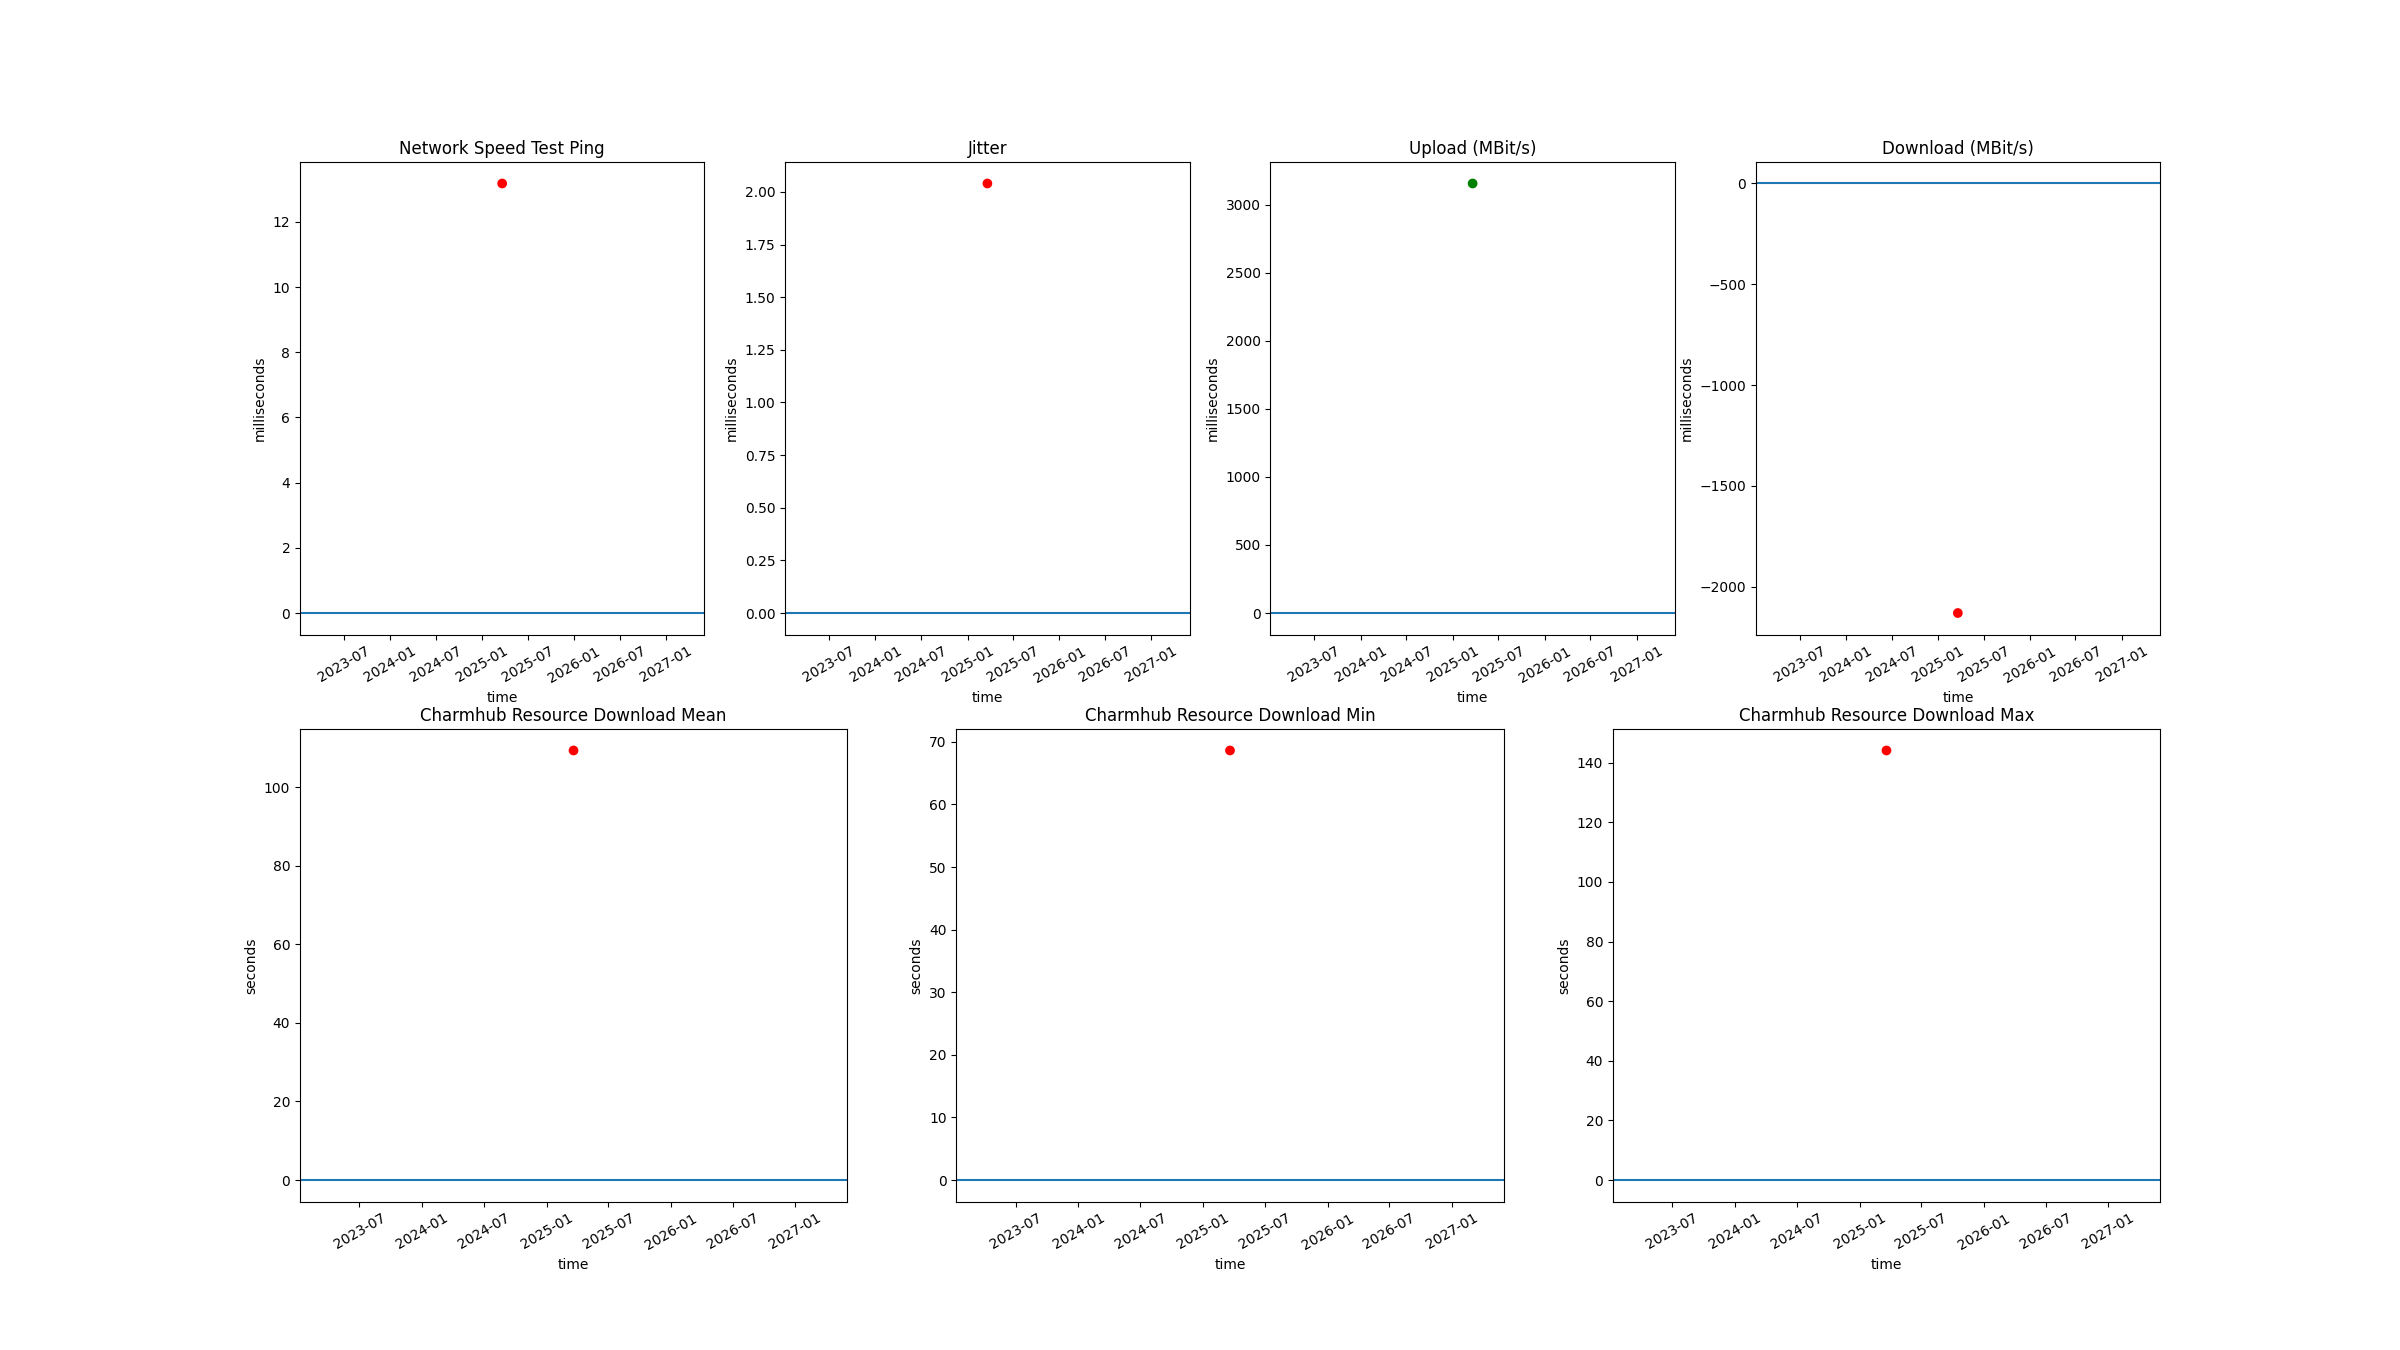 Network Speed Test Ping
milliseconds
12
10
8
6
4
2
0
2023-07 2024-01 2024-07 2025-01 2025-07 2026-01 2026-07 2027-01
time
Jitter
milliseconds
2.00
1.75
1.50
1.25
1.00
0.75
0.50
0.25
0.00
2023-07 2024-01 2024-07 2025-01 2025-07 2026-01 2026-07 2027-01
time
Upload (MBit/s)
milliseconds
3000
2500
2000
1500
1000
500
0
2023-07 2024-01 2024-07 2025-01 2025-07 2026-01 2026-07 2027-01
time
Download (MBit/s)
milliseconds
0
−500
−1000
−1500
−2000
2023-07 2024-01 2024-07 2025-01 2025-07 2026-01 2026-07 2027-01
time
Charmhub Resource Download Mean
seconds
100
80
60
40
20
0
2023-07 2024-01 2024-07 2025-01 2025-07 2026-01 2026-07 2027-01
time
Charmhub Resource Download Min
seconds
70
60
50
40
30
20
10
0
2023-07 2024-01 2024-07 2025-01 2025-07 2026-01 2026-07 2027-01
time
Charmhub Resource Download Max
seconds
140
120
100
80
60
40
20
0
2023-07 2024-01 2024-07 2025-01 2025-07 2026-01 2026-07 2027-01
time